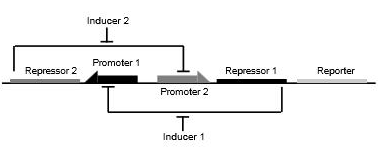 Inducer 2
Repressor 2 Promoter 1 Repressor 1 Reporter
Promoter 2
Inducer 1